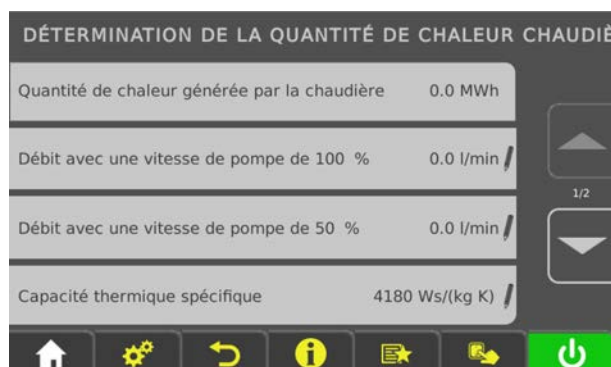 DÉTERMINATION DE LA QUANTITÉ DE CHALEUR CHAUDIÈ
Quantité de chaleur générée par la chaudière 0.0 MWh
Débit avec une vitesse de pompe de 100 % 0.0 l/min
1/2
Débit avec une vitesse de pompe de 50 % 0.0 l/min
Capacité thermique spécifique 4180 Ws/(kg K)